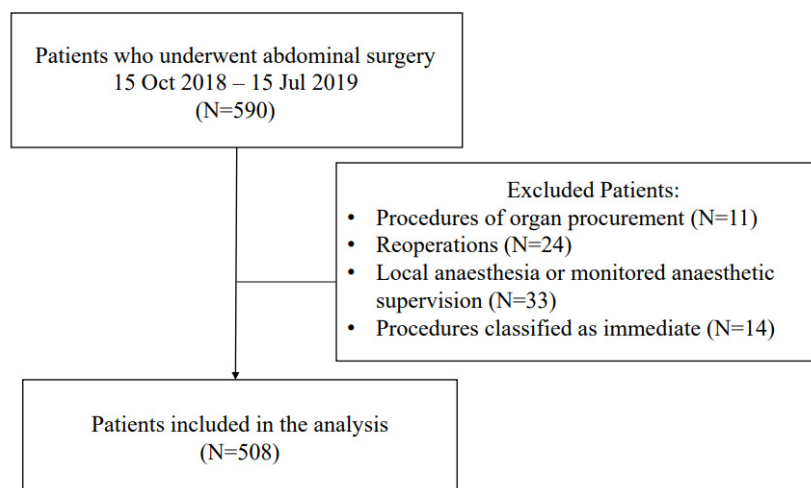 Patients who underwent abdominal surgery
15 Oct 2018 – 15 Jul 2019
(N=590)
Excluded Patients:
• Procedures of organ procurement (N=11)
• Reoperations (N=24)
• Local anaesthesia or monitored anaesthetic
supervision (N=33)
• Procedures classified as immediate (N=14)
Patients included in the analysis
(N=508)